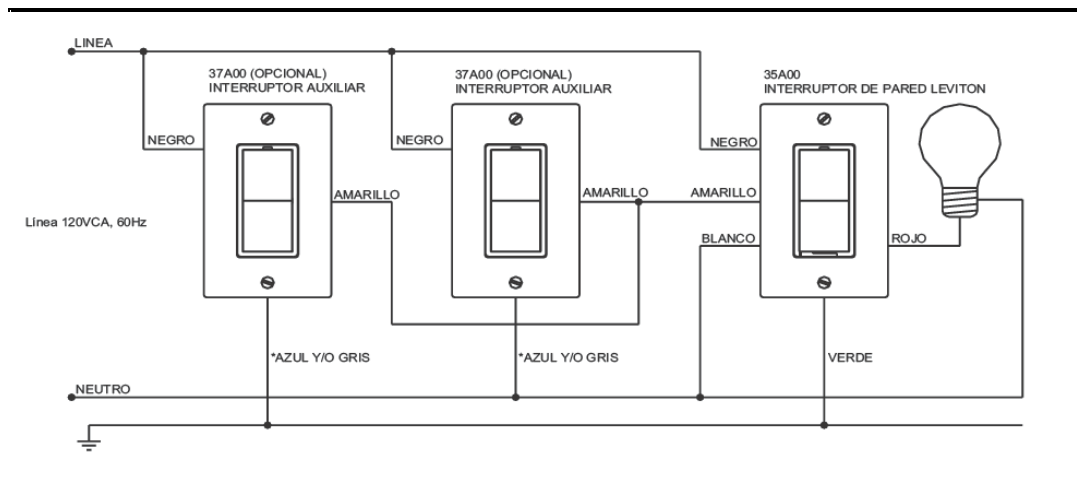 LINEA
37A00 (OPCIONAL)
INTERRUPTOR AUXILIAR
37A00 (OPCIONAL)
INTERRUPTOR AUXILIAR
35A00
INTERRUPTOR DE PARED LEVITON
NEGRO
NEGRO
NEGRO
AMARILLO
AMARILLO
AMARILLO
Línea 120VCA, 60Hz
BLANCO
ROJO
*AZUL Y/O GRIS
*AZUL Y/O GRIS
VERDE
NEUTRO